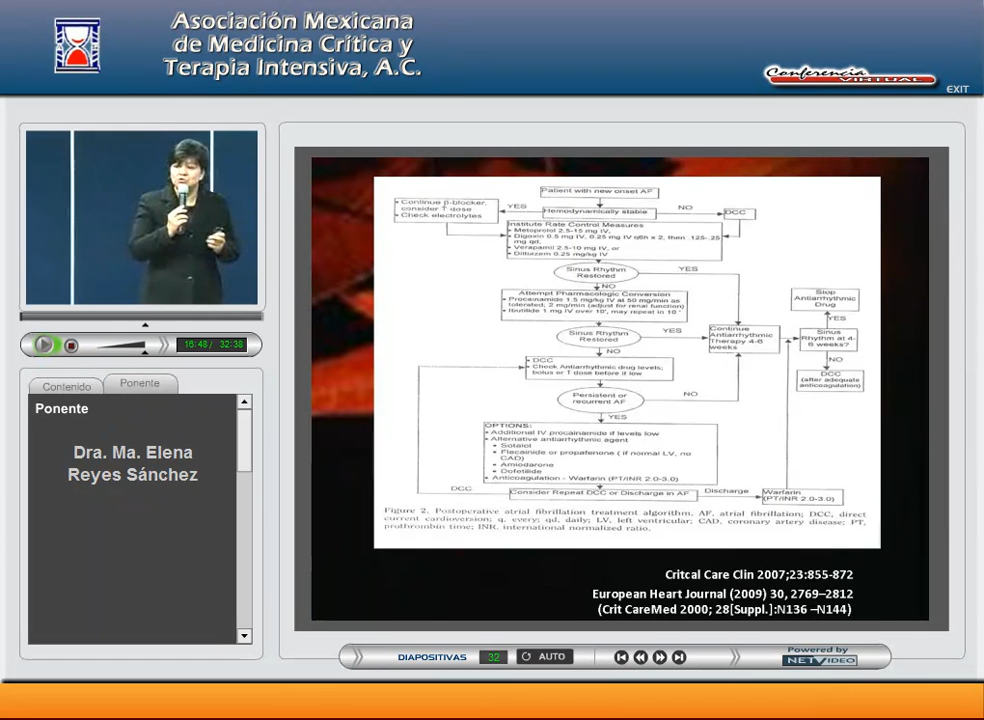 Asociación Mexicana
de Medicina Crítica y
Terapia Intensiva, A.C.
Conferencia
VIRTUAL
EXIT
16:48/ 32:38
Contenido
Ponente
Ponente
Dra. Ma. Elena
Reyes Sánchez
Patient with new onset AF
• Continue β-blocker,
consider ↑ dose
• Check electrolytes
YES
Hemodynamically stable
NO
DCC
Institute Rate Control Measures
• Metoprolol 2.5-15 mg IV,
• Digoxin 0.5 mg IV, 0.25 mg IV q6h x 2, then .125-.25
mg qd,
• Verapamil 2.5-10 mg IV, or
• Diltiazem 0.25 mg/kg IV
Sinus Rhythm
Restored
YES
NO
Attempt Pharmacologic Conversion
• Procainamide 1.5 mg/kg IV at 50 mg/min as
tolerated; 2 mg/min (adjust for renal function)
• Ibutilide 1 mg IV over 10', may repeat in 10 '
Sinus Rhythm
Restored
YES
NO
Continue
Antiarrhythmic
Therapy 4-6
weeks
Stop
Antiarrhythmic
Drug
YES
Sinus
Rhythm at 4-
6 weeks?
NO
DCC
(after adequate
anticoagulation)
• DCC
• Check Antiarrhythmic drug levels;
bolus or ↑ dose before if low
Persistent or
recurrent AF
NO
YES
OPTIONS:
• Additional IV procainamide if levels low
• Alternative antiarrhythmic agent
• Sotalol
• Flecainide or propafenone ( if normal LV, no
CAD)
• Amiodarone
• Dofetilide
• Anticoagulation - Warfarin (PT/INR 2.0-3.0)
DCC
Consider Repeat DCC or Discharge in AF
Discharge
Warfarin
(PT/INR 2.0-3.0)
Figure 2. Postoperative atrial fibrillation treatment algorithm. AF, atrial fibrillation; DCC, direct
current cardioversion; q, every; qd, daily; LV, left ventricular; CAD, coronary artery disease; PT,
prothrombin time; INR, international normalized ratio.
Critcal Care Clin 2007;23:855-872
European Heart Journal (2009) 30, 2769–2812
(Crit CareMed 2000; 28[Suppl.]:N136 –N144)
DIAPOSITIVAS
32
AUTO
Powered by
NETVIDEO